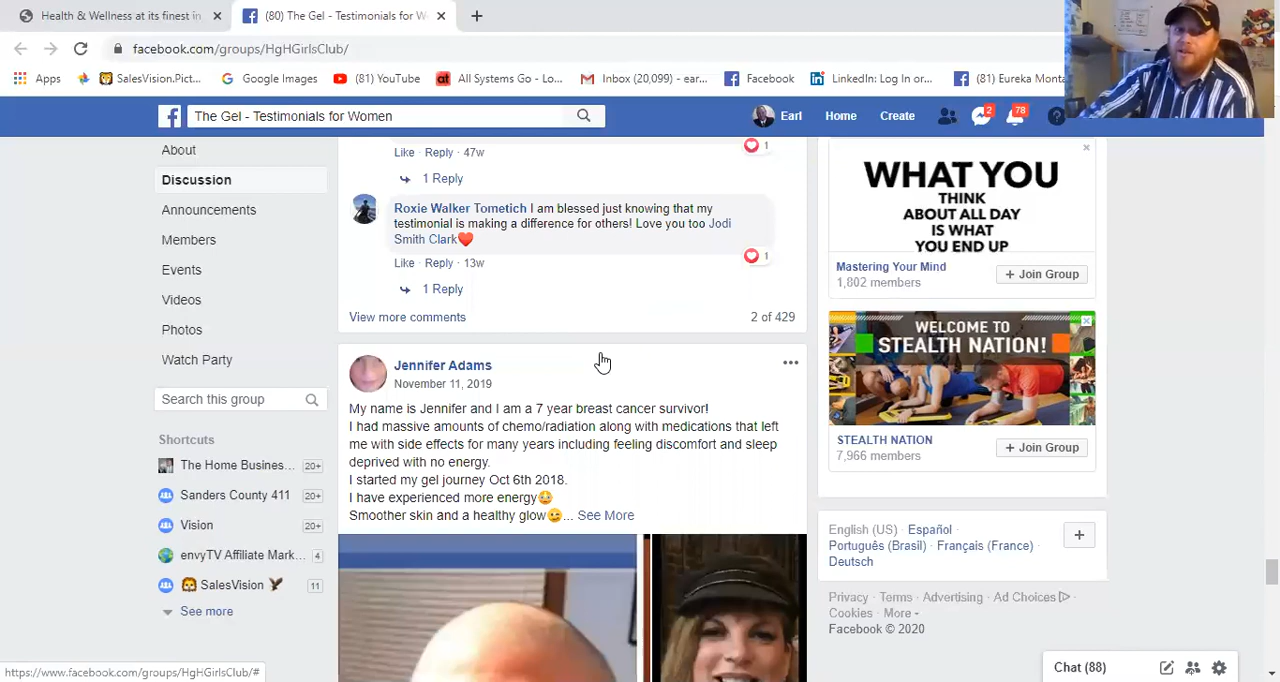 Health & Wellness at its finest in
(80) The Gel - Testimonials for W
facebook.com/groups/HgHGirlsClub/
Apps
SalesVision.Pict...
Google Images
(81) YouTube
All Systems Go - Lo...
Inbox (20,099) - ear...
Facebook
LinkedIn: Log In or...
(81) Eureka Monta
The Gel - Testimonials for Women
Earl
Home
Create
2
78
About
Discussion
Announcements
Members
Events
Videos
Photos
Watch Party
Search this group
Shortcuts
The Home Busines... 20+
Sanders County 411 20+
Vision 20+
envyTV Affiliate Mark... 4
SalesVision 11
See more
Like · Reply · 47w
1
1 Reply
Roxie Walker Tometich I am blessed just knowing that my
testimonial is making a difference for others! Love you too Jodi
Smith Clark❤️
1
Like · Reply · 13w
1 Reply
View more comments
2 of 429
Jennifer Adams
November 11, 2019
My name is Jennifer and I am a 7 year breast cancer survivor!
I had massive amounts of chemo/radiation along with medications that left
me with side effects for many years including feeling discomfort and sleep
deprived with no energy.
I started my gel journey Oct 6th 2018.
I have experienced more energy😳
Smoother skin and a healthy glow😉... See More
WHAT YOU
THINK
ABOUT ALL DAY
IS WHAT
YOU END UP
Mastering Your Mind
1,802 members
+ Join Group
WELCOME TO
STEALTH NATION!
STEALTH NATION
7,966 members
+ Join Group
English (US) · Español ·
Português (Brasil) · Français (France) ·
Deutsch
Privacy · Terms · Advertising · Ad Choices ·
Cookies · More
Facebook © 2020
Chat (88)
https://www.facebook.com/groups/HgHGirlsClub/#